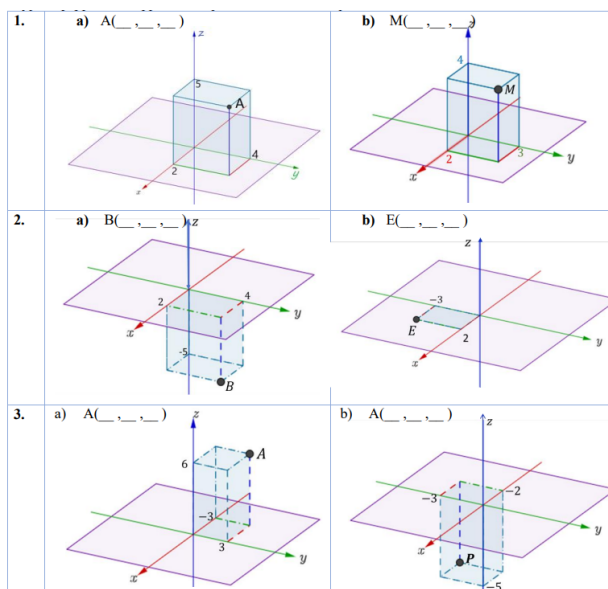 1. a) A(__ ,__ ,__ ) b) M(__ ,__ ,__ )
z
5
A
2
4
x
y
z
4
M
2
3
x
y
2. a) B(__ ,__ ,__ ) b) E(__ ,__ ,__ )
z
2
4
y
x
-5
B
z
−3
E
2
x
y
3. a) A(__ ,__ ,__ ) b) A(__ ,__ ,__ )
z
6
A
−3
3
x
y
z
−3
−2
y
x
P
−5